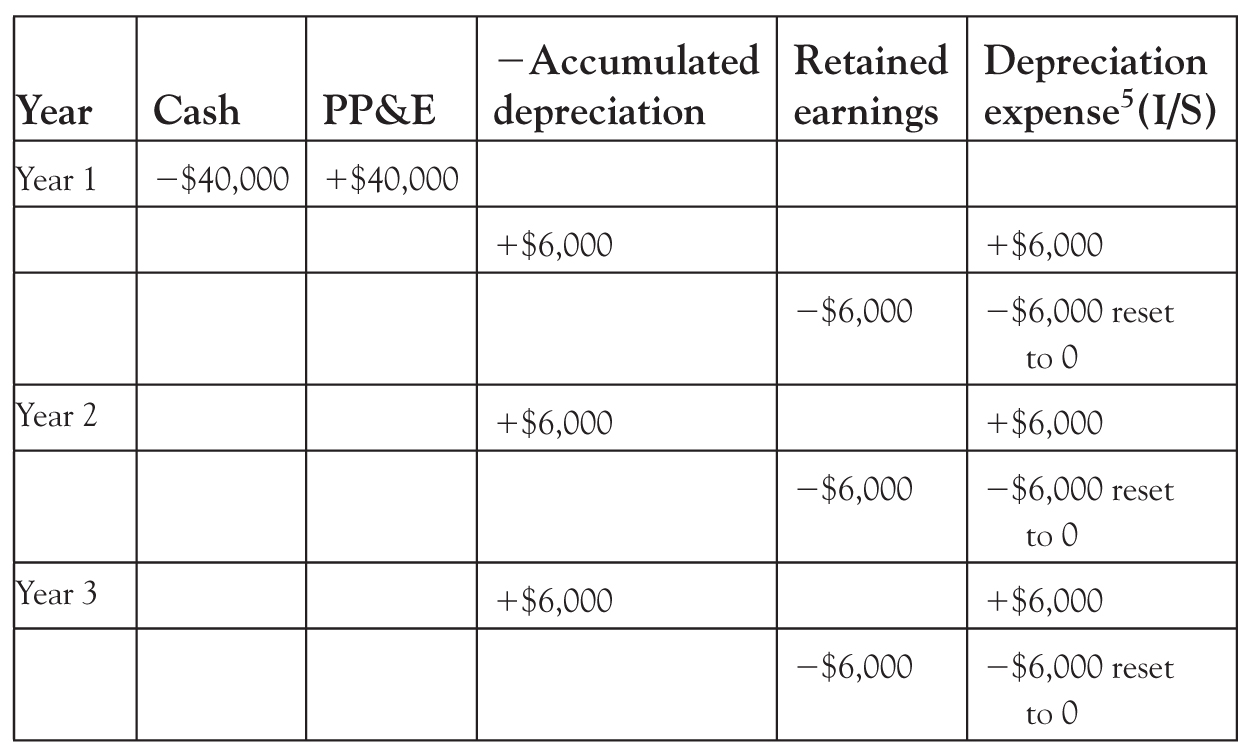 Year Cash PP&E −Accumulated depreciation Retained earnings Depreciation expense5 (I/S)
Year 1 −$40,000 +$40,000
+$6,000 +$6,000
−$6,000 −$6,000 reset
to 0
Year 2 +$6,000 +$6,000
−$6,000 −$6,000 reset
to 0
Year 3 +$6,000 +$6,000
−$6,000 −$6,000 reset
to 0